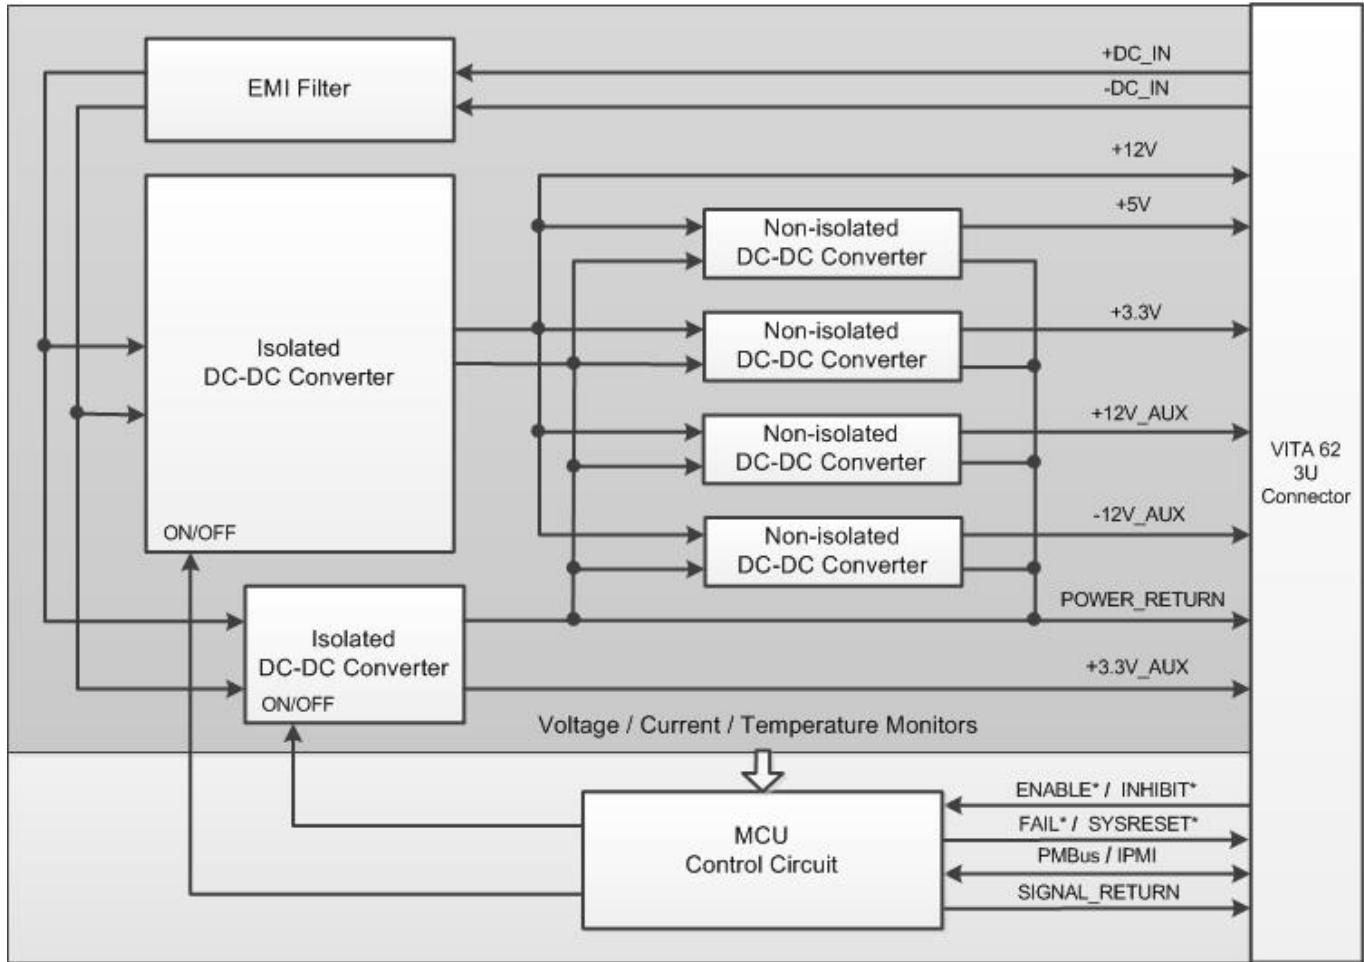 +DC_IN
EMI Filter
-DC_IN
+12V
+5V
Non-isolated
DC-DC Converter
+3.3V
Non-isolated
DC-DC Converter
Isolated
DC-DC Converter
+12V_AUX
Non-isolated
DC-DC Converter
VITA 62
3U
Connector
-12V_AUX
Non-isolated
DC-DC Converter
ON/OFF
POWER_RETURN
Isolated
DC-DC Converter
ON/OFF
+3.3V_AUX
Voltage / Current / Temperature Monitors
MCU
Control Circuit
ENABLE* / INHIBIT*
FAIL* / SYSRESET*
PMBus / IPMI
SIGNAL_RETURN